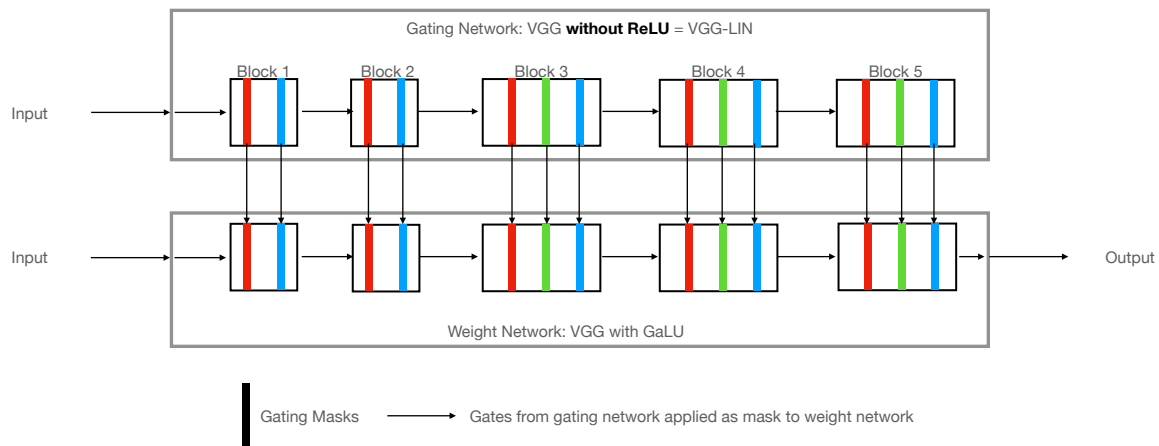 Gating Network: VGG without ReLU = VGG-LIN
Block 1 Block 2 Block 3 Block 4 Block 5
Input
Input
Output
Weight Network: VGG with GaLU
Gating Masks
Gates from gating network applied as mask to weight network